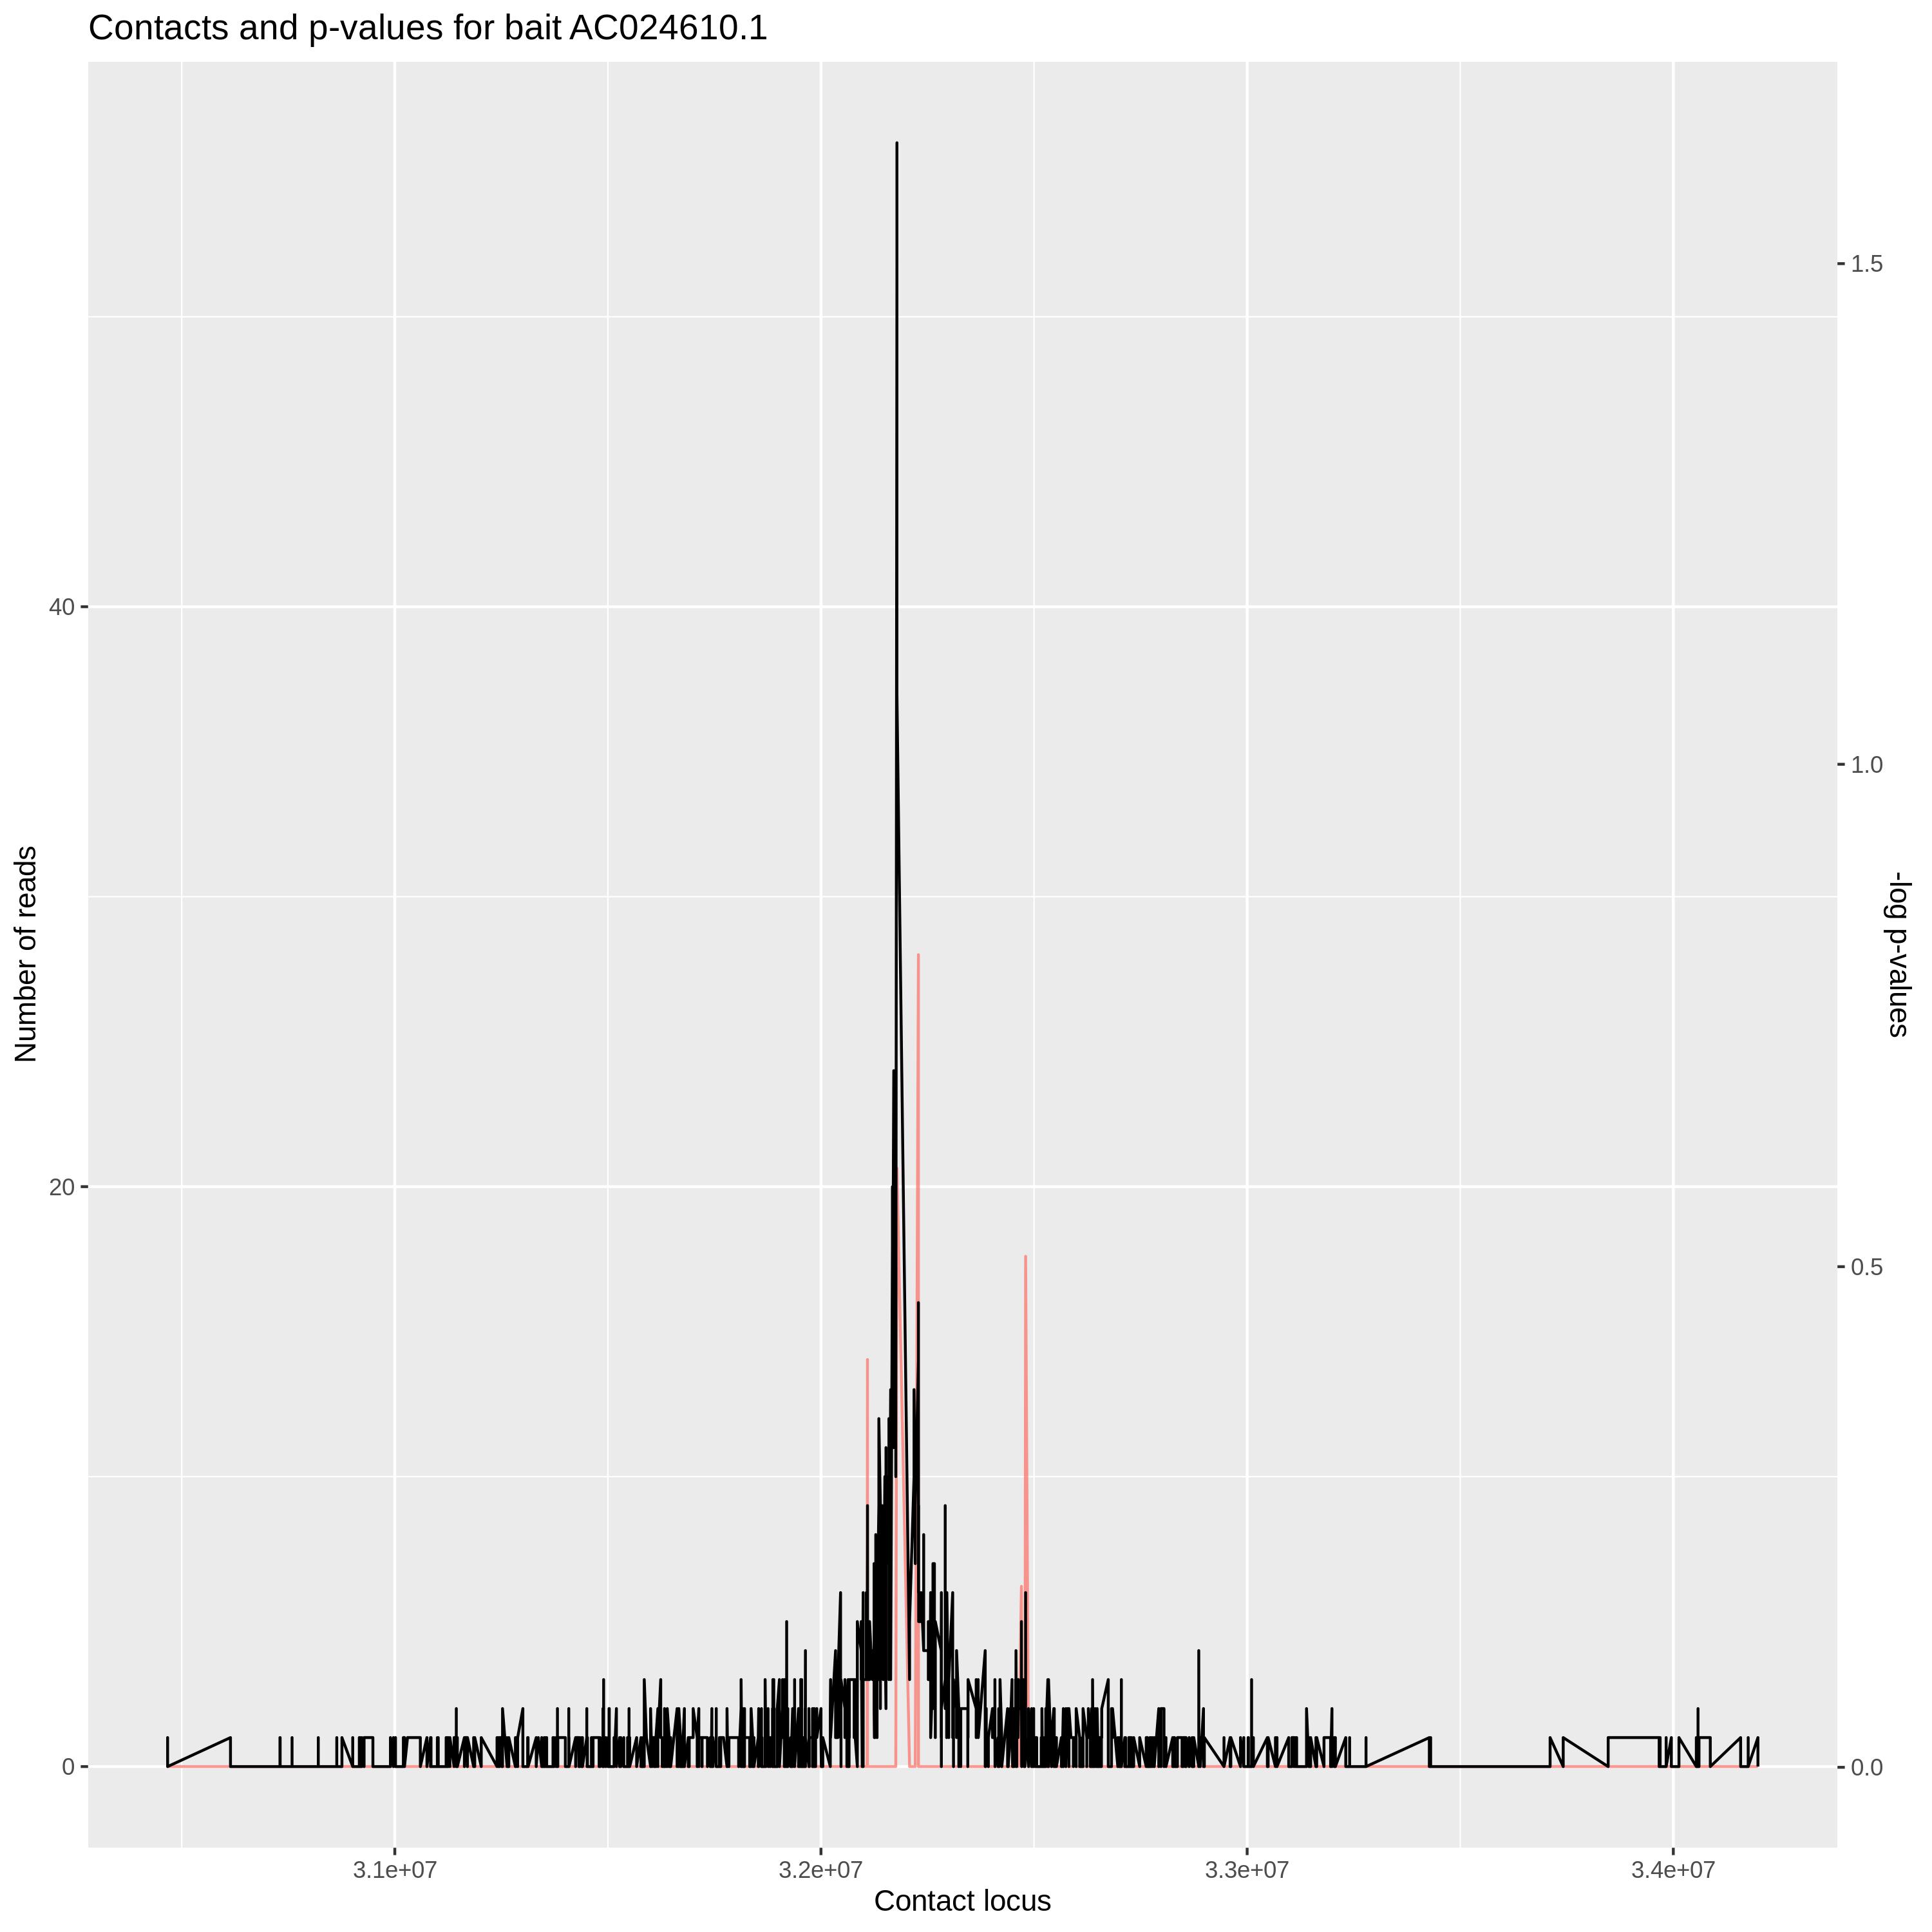 Contacts and p-values for bait AC024610.1
Number of reads
40
20
0
1.5
1.0
0.5
0.0
-log p-values
3.1e+07 3.2e+07 3.3e+07 3.4e+07
Contact locus